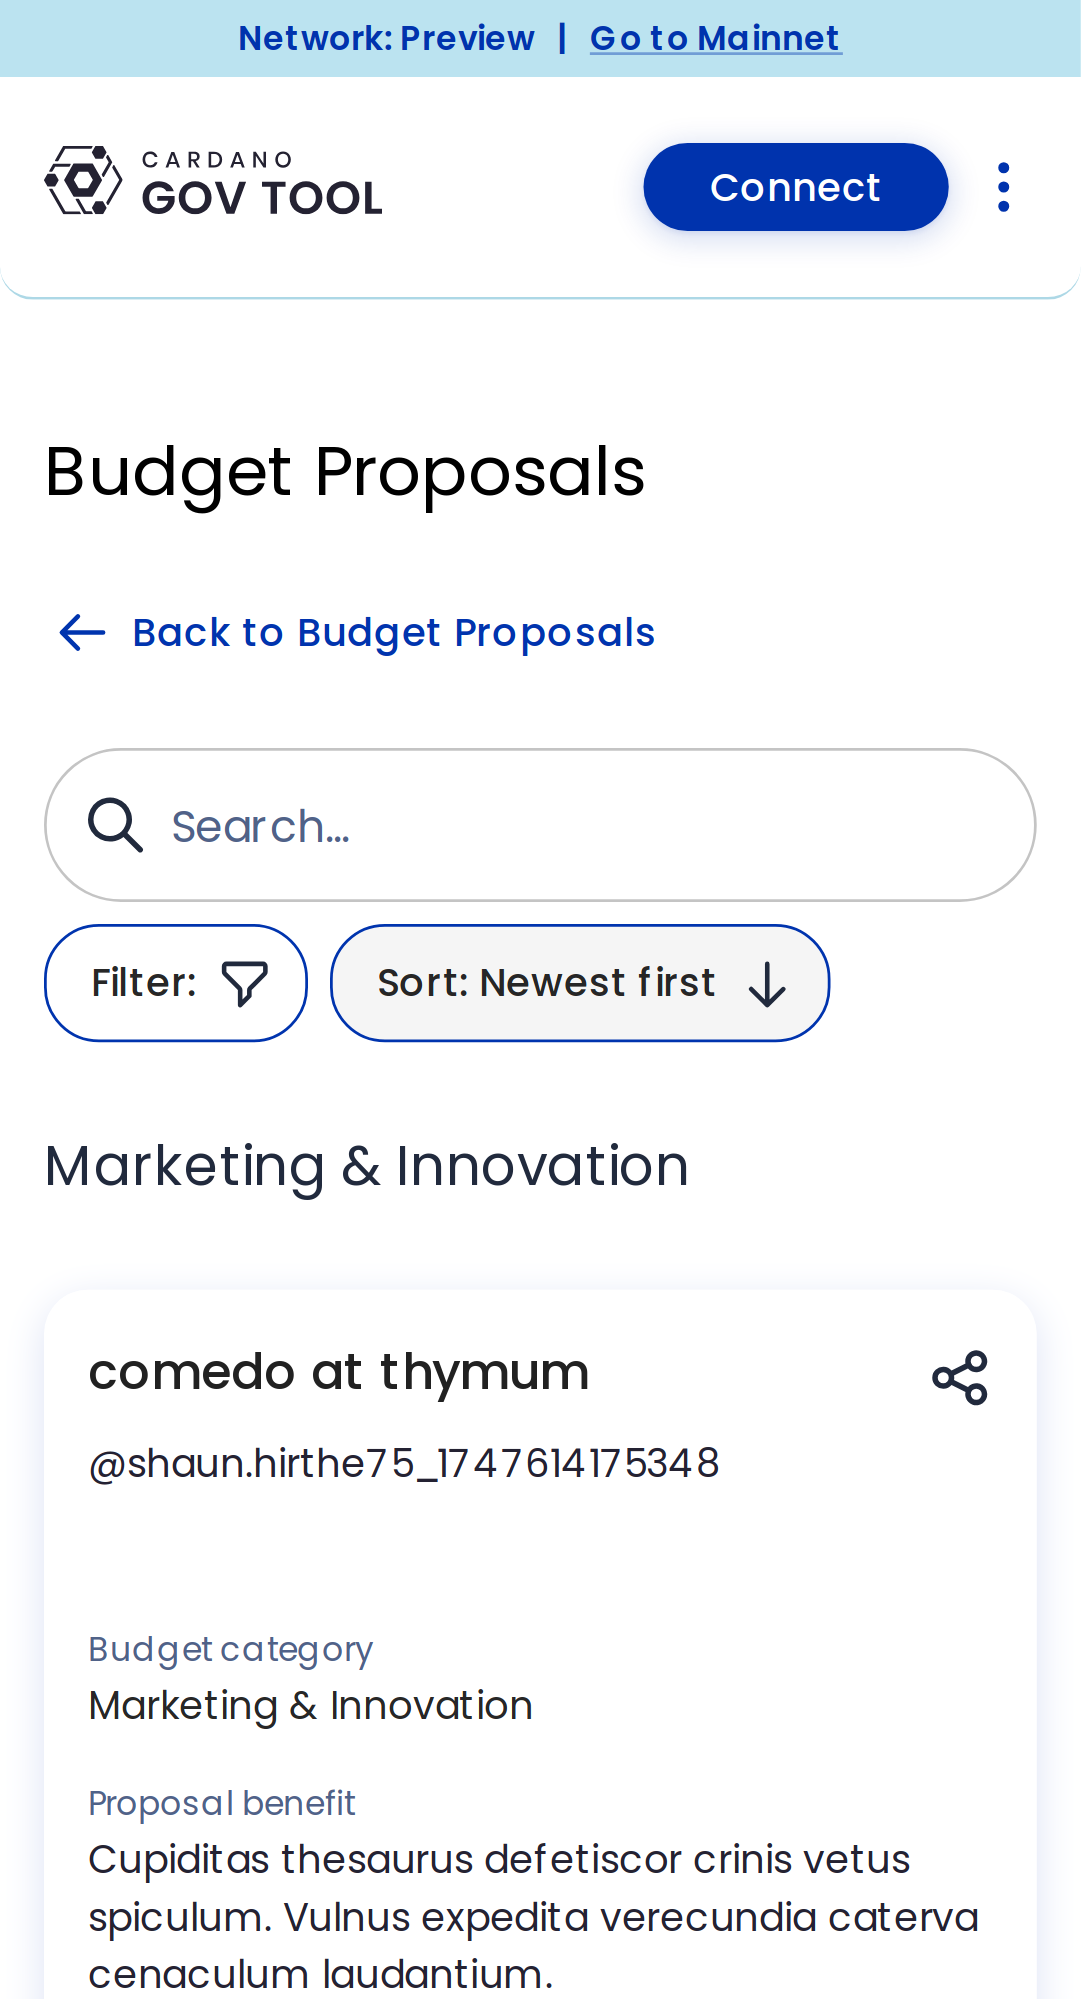 Network: Preview | Go to Mainnet
CARDANO
GOV TOOL
Connect
Budget Proposals
Back to Budget Proposals
Search...
Filter:
Sort: Newest first
Marketing & Innovation
comedo at thymum
@shaun.hirthe75_1747614175348
Budget category
Marketing & Innovation
Proposal benefit
Cupiditas thesaurus defetiscor crinis vetus
spiculum. Vulnus expedita verecundia caterva
cenaculum laudantium.